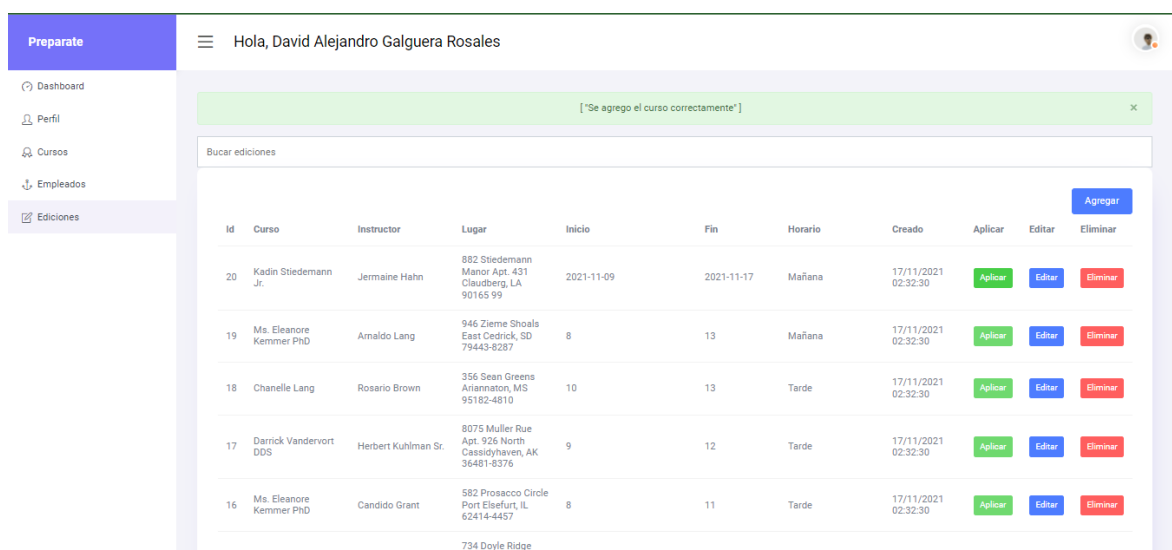 Preparate
Hola, David Alejandro Galguera Rosales
Dashboard
Perfil
Cursos
Empleados
Ediciones
["Se agrego el curso correctamente"]
×
Bucar ediciones
Agregar
Id Curso Instructor Lugar Inicio Fin Horario Creado Aplicar Editar Eliminar
20 Kadin Stiedemann Jr. Jermaine Hahn 882 Stiedemann Manor Apt. 431 Claudberg, LA 90165 99 2021-11-09 2021-11-17 Mañana 17/11/2021 02:32:30 Aplicar Editar Eliminar
19 Ms. Eleanore Kemmer PhD Arnaldo Lang 946 Zieme Shoals East Cedrick, SD 79443-8287 8 13 Mañana 17/11/2021 02:32:30 Aplicar Editar Eliminar
18 Chanelle Lang Rosario Brown 356 Sean Greens Ariannaton, MS 95182-4810 10 13 Tarde 17/11/2021 02:32:30 Aplicar Editar Eliminar
17 Darrick Vandervort DDS Herbert Kuhlman Sr. 8075 Muller Rue Apt. 926 North Cassidyhaven, AK 36481-8376 9 12 Tarde 17/11/2021 02:32:30 Aplicar Editar Eliminar
16 Ms. Eleanore Kemmer PhD Candido Grant 582 Prosacco Circle Port Elsefurt, IL 62414-4457 8 11 Tarde 17/11/2021 02:32:30 Aplicar Editar Eliminar
734 Doyle Ridge